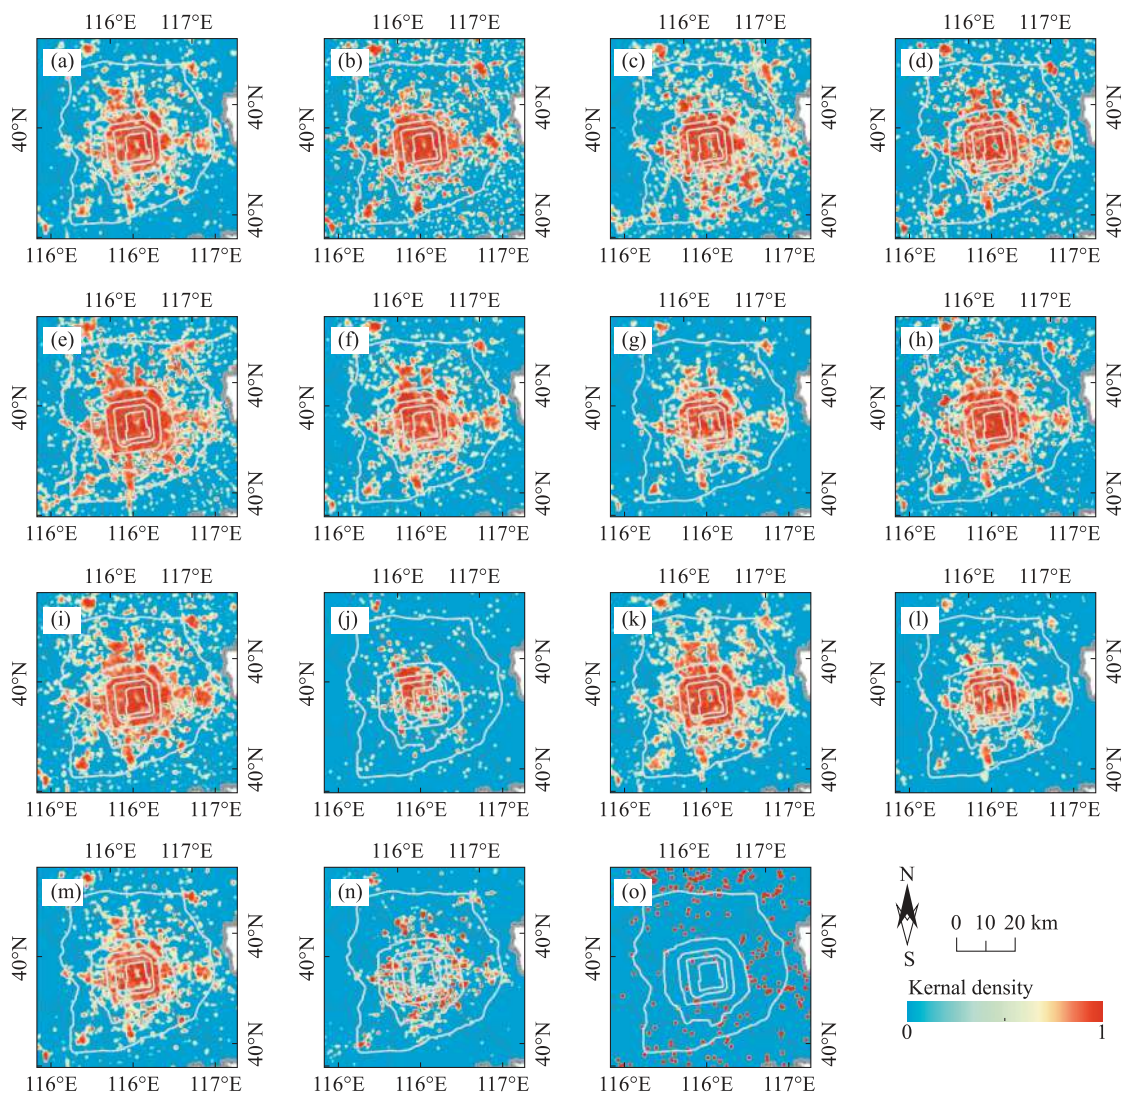 116°E 117°E 116°E 117°E 116°E 117°E 116°E 117°E
(a) (b) (c) (d)
40°N 40°N 40°N 40°N 40°N 40°N 40°N 40°N
40°N 40°N 40°N 40°N
116°E 116°E 117°E 116°E 116°E 117°E 116°E 116°E 117°E 116°E 116°E 117°E
116°E 117°E 116°E 117°E 116°E 117°E 116°E 117°E
(e) (f) (g) (h)
40°N 40°N 40°N 40°N 40°N 40°N 40°N 40°N
40°N 40°N 40°N 40°N
116°E 116°E 117°E 116°E 116°E 117°E 116°E 116°E 117°E 116°E 116°E 117°E
116°E 117°E 116°E 117°E 116°E 117°E 116°E 117°E
(i) (j) (k) (l)
40°N 40°N 40°N 40°N 40°N 40°N 40°N 40°N
40°N 40°N 40°N 40°N
116°E 116°E 117°E 116°E 116°E 117°E 116°E 116°E 117°E 116°E 116°E 117°E
116°E 117°E 116°E 117°E 116°E 117°E
(m) (n) (o)
40°N 40°N 40°N 40°N 40°N 40°N
40°N 40°N 40°N
116°E 116°E 117°E 116°E 116°E 117°E 116°E 116°E 117°E
N
S
0 10 20 km
Kernal density
0 1